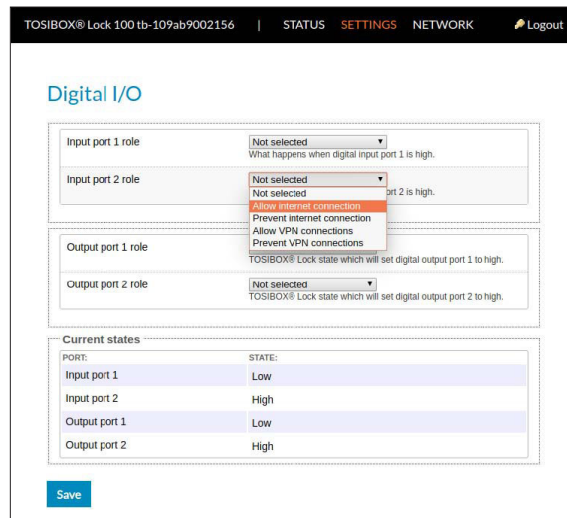 TOSIBOX® Lock 100 tb-109ab9002156 | STATUS SETTINGS NETWORK Logout
Digital I/O
Input port 1 role Not selected
What happens when digital input port 1 is high.
Input port 2 role Not selected
Not selected ort 2 is high.
Allow internet connection
Prevent internet connection
Allow VPN connections
Prevent VPN connections
Output port 1 role
TOSIBOX® Lock state which will set digital output port 1 to high.
Output port 2 role Not selected
TOSIBOX® Lock state which will set digital output port 2 to high.
Current states
PORT: STATE:
Input port 1 Low
Input port 2 High
Output port 1 Low
Output port 2 High
Save